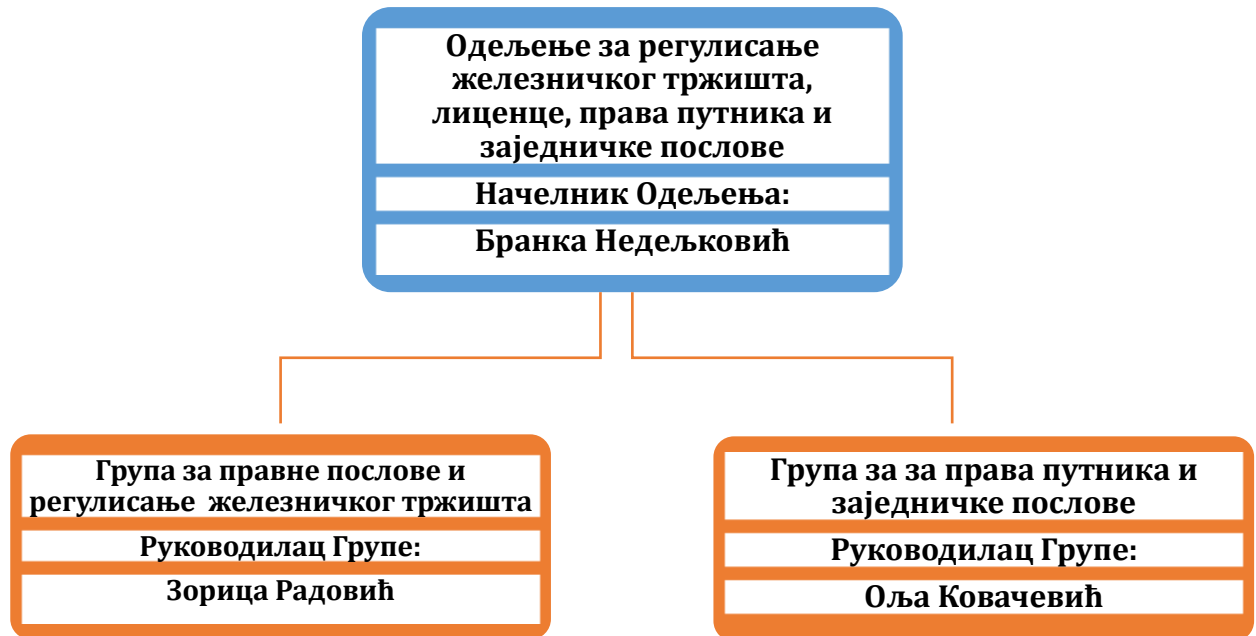 Одељење за регулисање
железничког тржишта,
лиценце, права путника и
заједничке послове
Начелник Одељења:
Бранка Недељковић
Група за правне послове и
регулисање железничког тржишта
Руководилац Групе:
Зорица Радовић
Група за за права путника и
заједничке послове
Руководилац Групе:
Оља Ковачевић